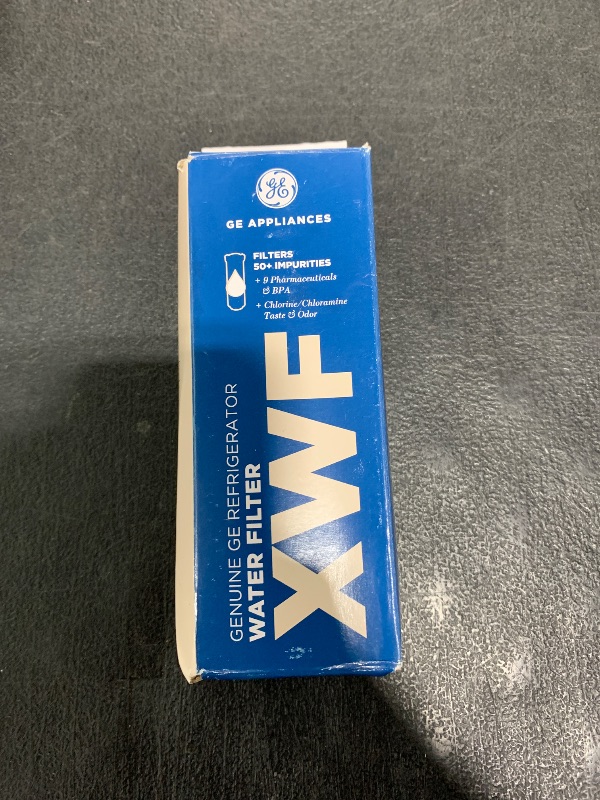 GE
GE APPLIANCES
FILTERS
50+ IMPURITIES
+ 9 Pharmaceuticals
& BPA
+ Chlorine/Chloramine
Taste & Odor
GENUINE GE REFRIGERATOR
WATER FILTER
XWF